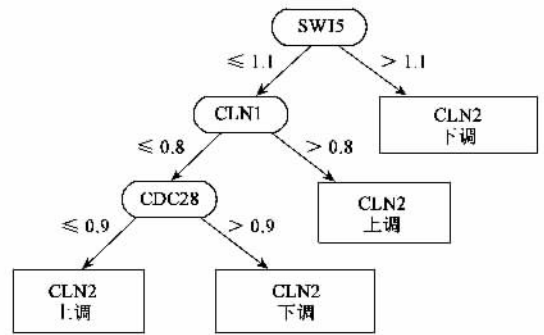 SWI5
≤ 1.1
> 1.1
CLN1
CLN2
下调
≤ 0.8
> 0.8
CDC28
CLN2
上调
≤ 0.9
> 0.9
CLN2
上调
CLN2
下调